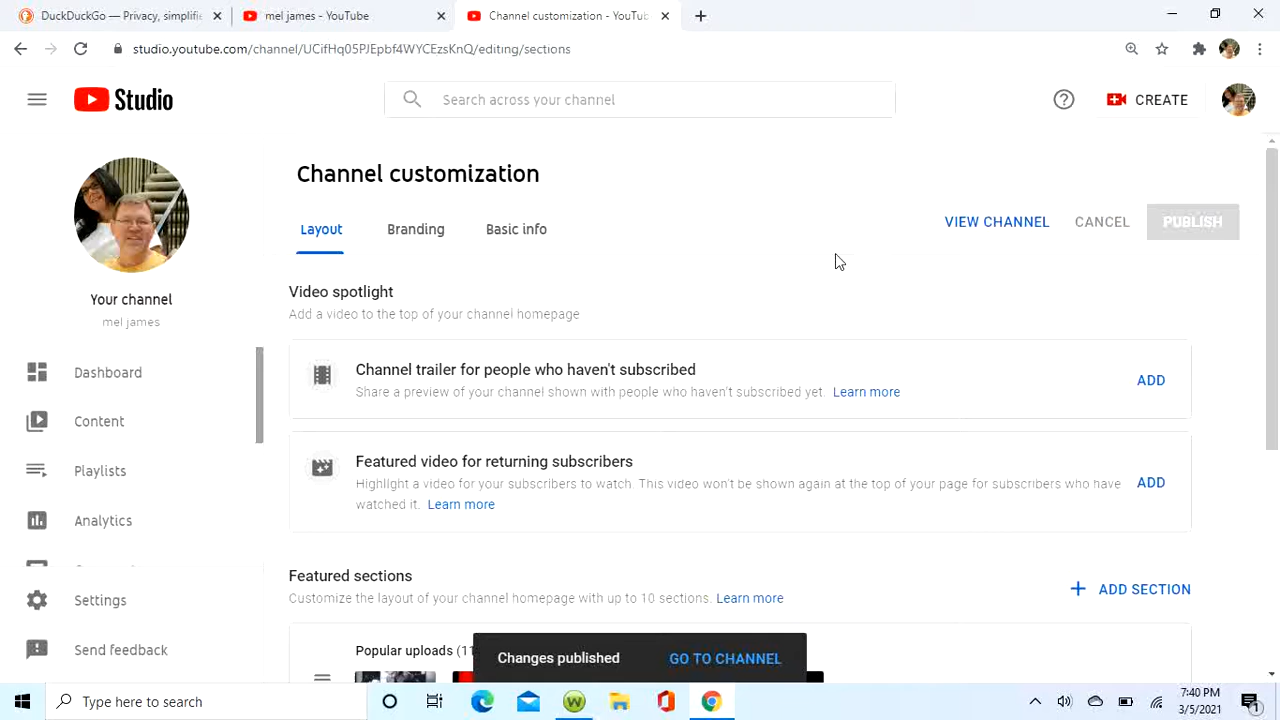 DuckDuckGo — Privacy, simplifi
mel james - YouTube
Channel customization - YouTub
studio.youtube.com/channel/UCifHq05PJEpbf4WYCEzsKnQ/editing/sections
Studio
Search across your channel
CREATE
Channel customization
Layout
Branding
Basic info
VIEW CHANNEL
CANCEL
PUBLISH
Your channel
mel james
Dashboard
Content
Playlists
Analytics
Settings
Send feedback
Video spotlight
Add a video to the top of your channel homepage
Channel trailer for people who haven't subscribed
Share a preview of your channel shown with people who haven't subscribed yet. Learn more
ADD
Featured video for returning subscribers
Highlight a video for your subscribers to watch. This video won't be shown again at the top of your page for subscribers who have
watched it. Learn more
ADD
Featured sections
Customize the layout of your channel homepage with up to 10 sections. Learn more
ADD SECTION
Popular uploads (11
Changes published
GO TO CHANNEL
Type here to search
7:40 PM
3/5/2021